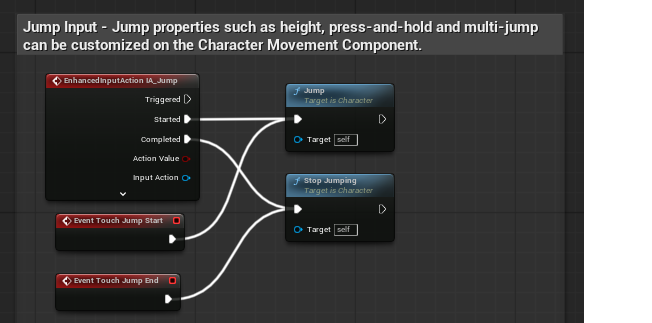 Jump Input - Jump properties such as height, press-and-hold and multi-jump
can be customized on the Character Movement Component.
EnhancedInputAction IA_Jump
Triggered
Started
Completed
Action Value
Input Action
f Jump
Target is Character
Target self
f Stop Jumping
Target is Character
Target self
Event Touch Jump Start
Event Touch Jump End